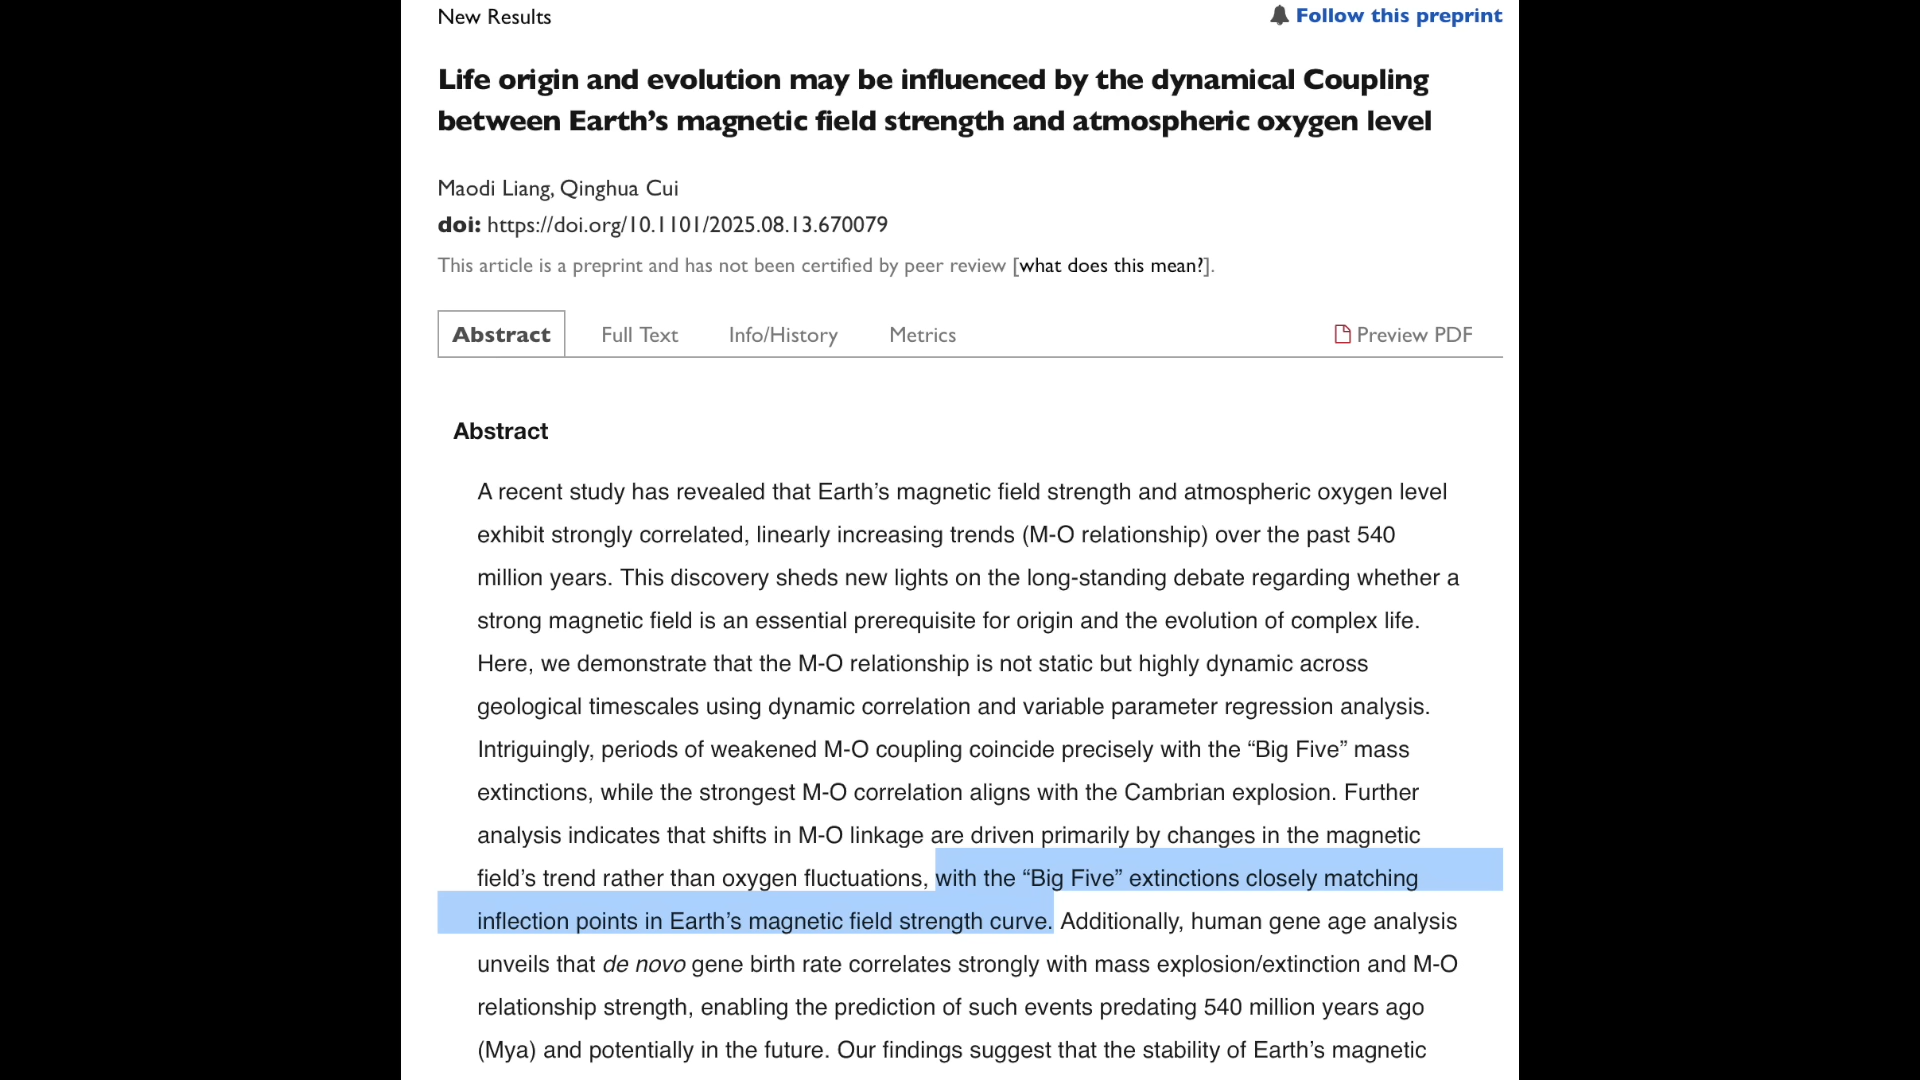 New Results
Follow this preprint
Life origin and evolution may be influenced by the dynamical Coupling
between Earth’s magnetic field strength and atmospheric oxygen level
Maodi Liang, Qinghua Cui
doi: https://doi.org/10.1101/2025.08.13.670079
This article is a preprint and has not been certified by peer review [what does this mean?].
Abstract Full Text Info/History Metrics Preview PDF
Abstract
A recent study has revealed that Earth’s magnetic field strength and atmospheric oxygen level
exhibit strongly correlated, linearly increasing trends (M-O relationship) over the past 540
million years. This discovery sheds new lights on the long-standing debate regarding whether a
strong magnetic field is an essential prerequisite for origin and the evolution of complex life.
Here, we demonstrate that the M-O relationship is not static but highly dynamic across
geological timescales using dynamic correlation and variable parameter regression analysis.
Intriguingly, periods of weakened M-O coupling coincide precisely with the “Big Five” mass
extinctions, while the strongest M-O correlation aligns with the Cambrian explosion. Further
analysis indicates that shifts in M-O linkage are driven primarily by changes in the magnetic
field’s trend rather than oxygen fluctuations, with the “Big Five” extinctions closely matching
inflection points in Earth’s magnetic field strength curve. Additionally, human gene age analysis
unveils that de novo gene birth rate correlates strongly with mass explosion/extinction and M-O
relationship strength, enabling the prediction of such events predating 540 million years ago
(Mya) and potentially in the future. Our findings suggest that the stability of Earth’s magnetic